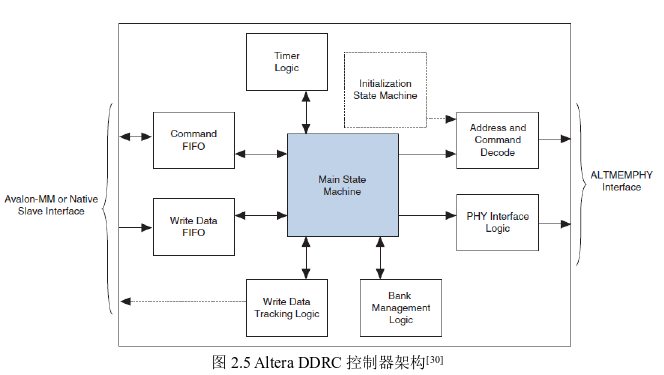 Timer
Logic
Initialization
State Machine
Command
FIFO
Address and
Command
Decode
Main State
Machine
Avalon-MM or Native
Slave Interface
ALTMEMPHY
Interface
Write Data
FIFO
PHY Interface
Logic
Write Data
Tracking Logic
Bank
Management
Logic
图 2.5 Altera DDRC 控制器架构[30]